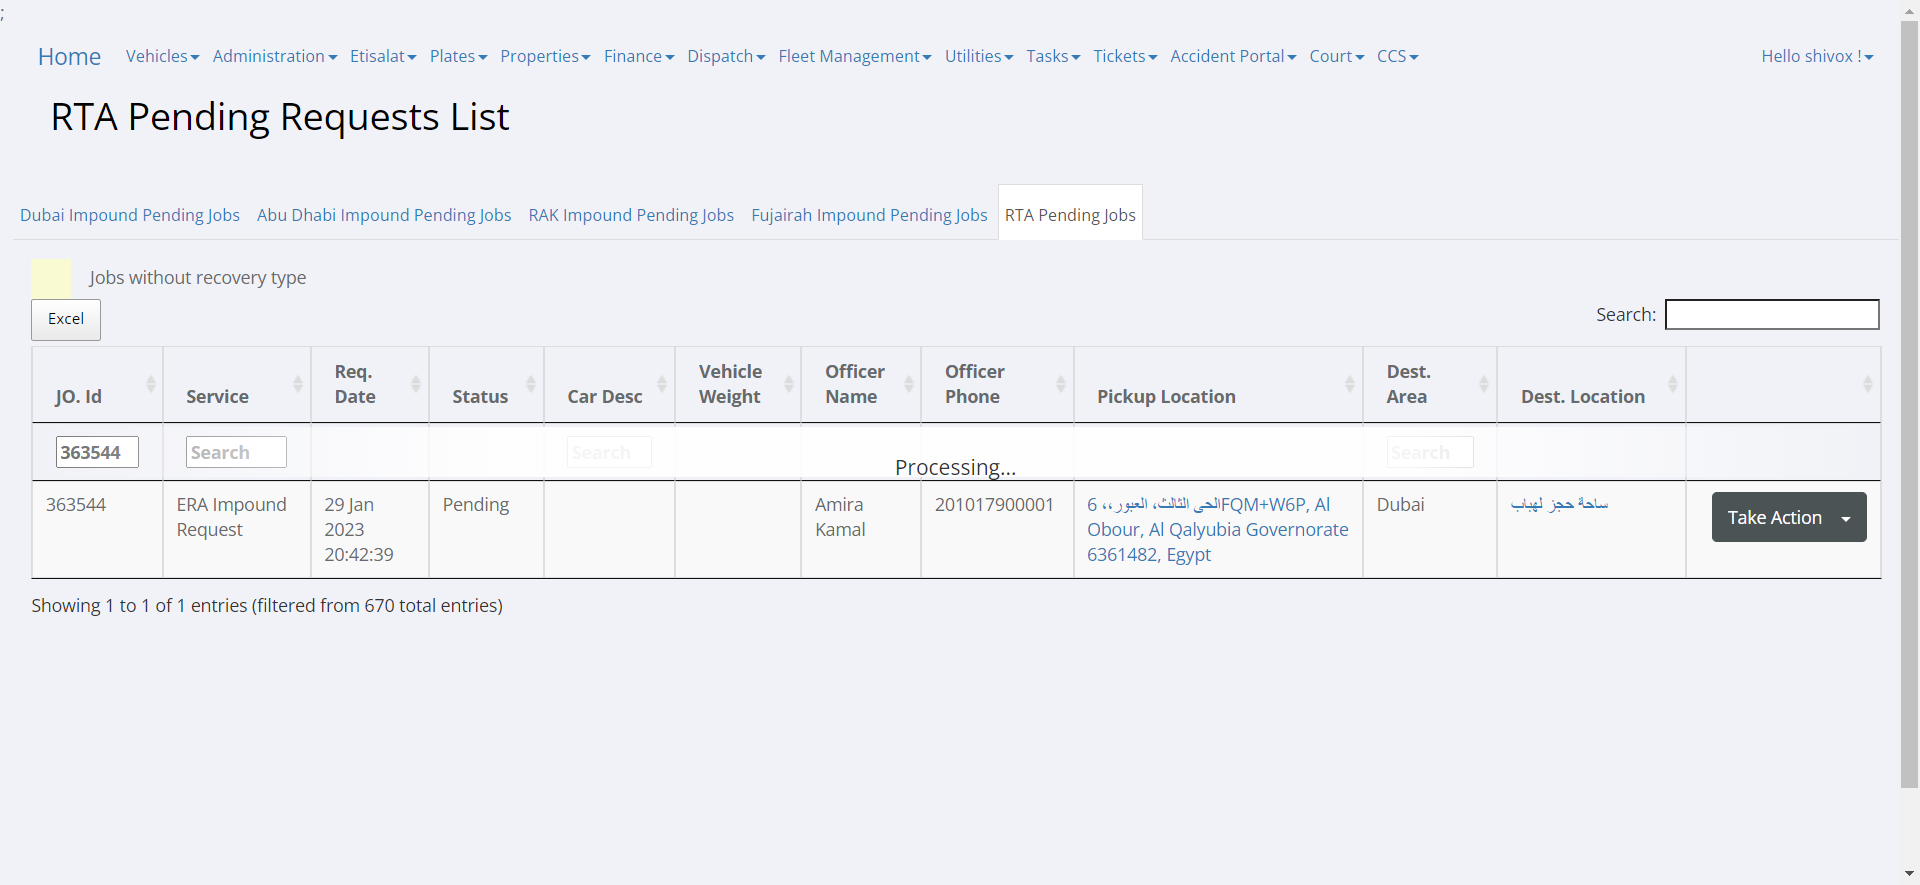 ;
Home Vehicles Administration Etisalat Plates Properties Finance Dispatch Fleet Management Utilities Tasks Tickets Accident Portal Court CCS Hello shivox !
RTA Pending Requests List
Dubai Impound Pending Jobs Abu Dhabi Impound Pending Jobs RAK Impound Pending Jobs Fujairah Impound Pending Jobs RTA Pending Jobs
Jobs without recovery type
Excel
Search:
JO. Id
Service
Req.
Date
Status
Car Desc
Vehicle
Weight
Officer
Name
Officer
Phone
Pickup Location
Dest.
Area
Dest. Location
363544 Search Search Search
Processing...
363544
ERA Impound
Request
29 Jan
2023
20:42:39
Pending
Amira
Kamal
201017900001
6 الحى الثالث، العبور،،FQM+W6P, Al
Obour, Al Qalyubia Governorate
6361482, Egypt
Dubai
ساحة حجز لهباب
Take Action
Showing 1 to 1 of 1 entries (filtered from 670 total entries)